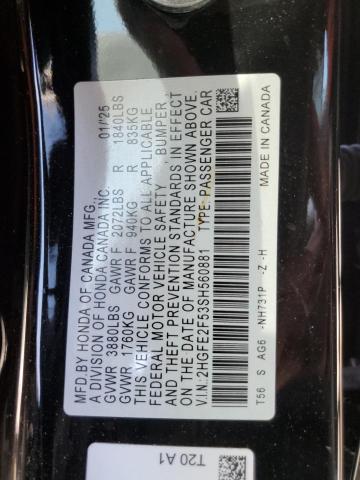 MFD. BY HONDA OF CANADA MFG.,
A DIVISION OF HONDA CANADA INC. 01/'25
GVWR 3880LBS GAWR F 2072LBS R 1840LBS
GVWR 1760KG GAWR F 940KG R 835KG
THIS VEHICLE CONFORMS TO ALL APPLICABLE
FEDERAL MOTOR VEHICLE SAFETY BUMPER,
AND THEFT PREVENTION STANDARDS IN EFFECT
ON THE DATE OF MANUFACTURE SHOWN ABOVE.
V.I.N:2HGFE2F53SH560881 TYPE: PASSENGER CAR
T56 S AG6 -NH731P -Z -H MADE IN CANADA
T20 A1